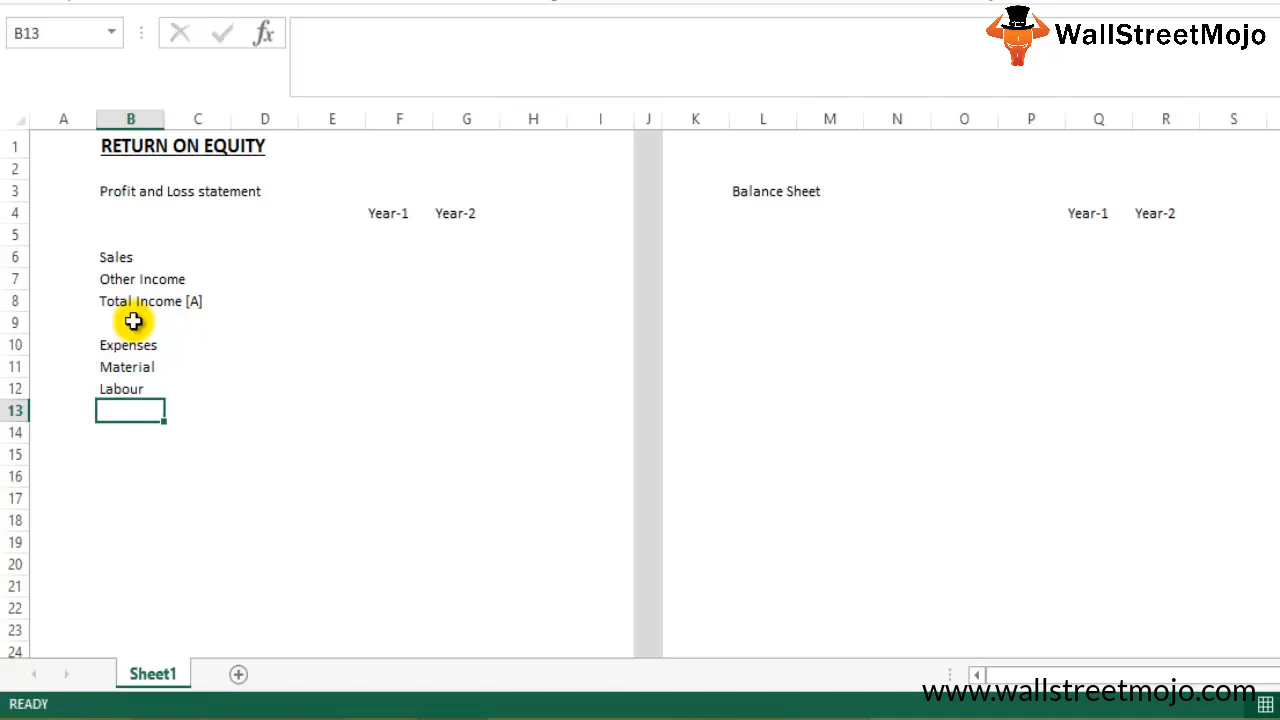 B13
fx
WallStreetMojo
A B C D E F G H I J K L M N O P Q R S
1 RETURN ON EQUITY
2
3 Profit and Loss statement Balance Sheet
4 Year-1 Year-2 Year-1 Year-2
5
6 Sales
7 Other Income
8 Total Income [A]
9
10 Expenses
11 Material
12 Labour
13
14
15
16
17
18
19
20
21
22
23
24
Sheet1
www.wallstreetmojo.com
READY